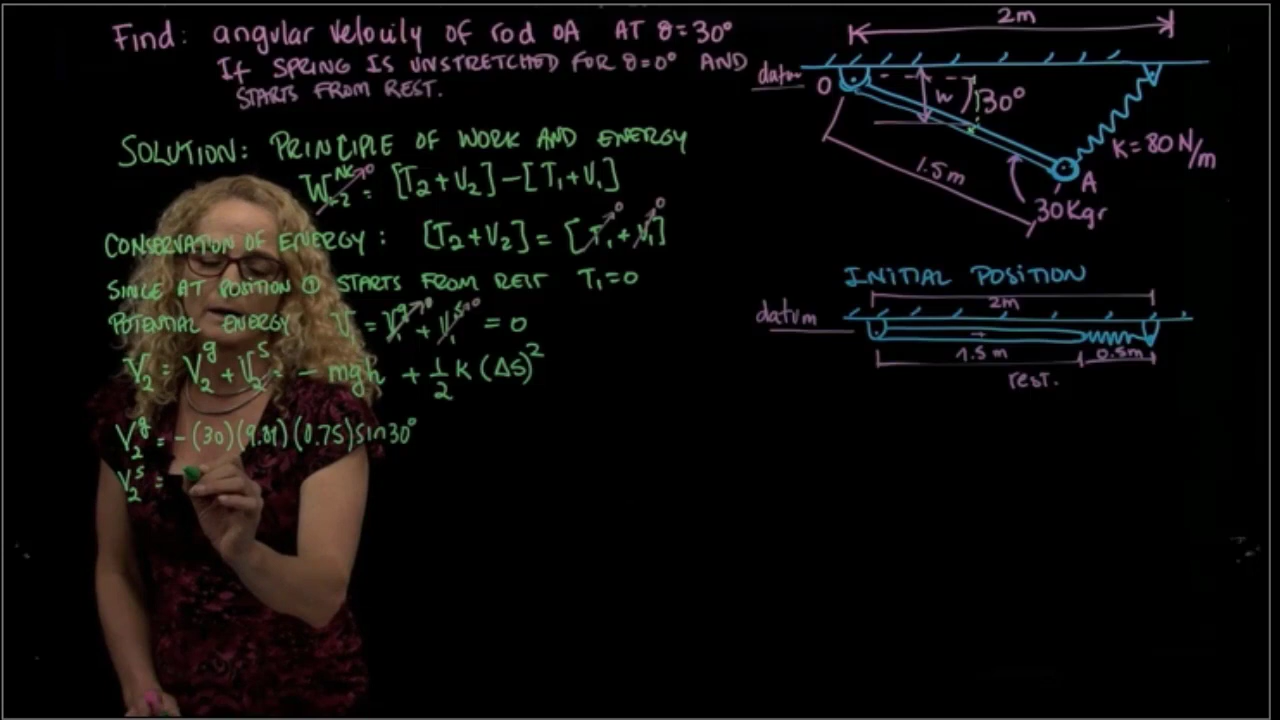 Find: angular velocity of rod OA AT θ=30°
If SPRING IS UNSTRETCHED FOR θ=0° AND
STARTS FROM REST.
SOLUTION: PRINCIPLE OF WORK AND ENERGY
= [T₂+V₂]-[T₁+V₁]
CONSERVATION OF ENERGY: [T₂+V₂] = [T₁+V₁]
SINCE AT POSITION ① STARTS FROM REST T₁=0
POTENTIAL ENERGY V₁ = V₁ᵍ + V₁ˢ = 0
V₂ = V₂ᵍ + V₂ˢ = - mgh + 1/2 K (ΔS)²
V₂ᵍ = -(30)(9.81)(0.75)sin30°
V₂ˢ =
2m
O
30°
K=80N/m
1.5m
A
30Kgr
INITIAL POSITION
2m
datum
1.5 m
0.5m
rest.